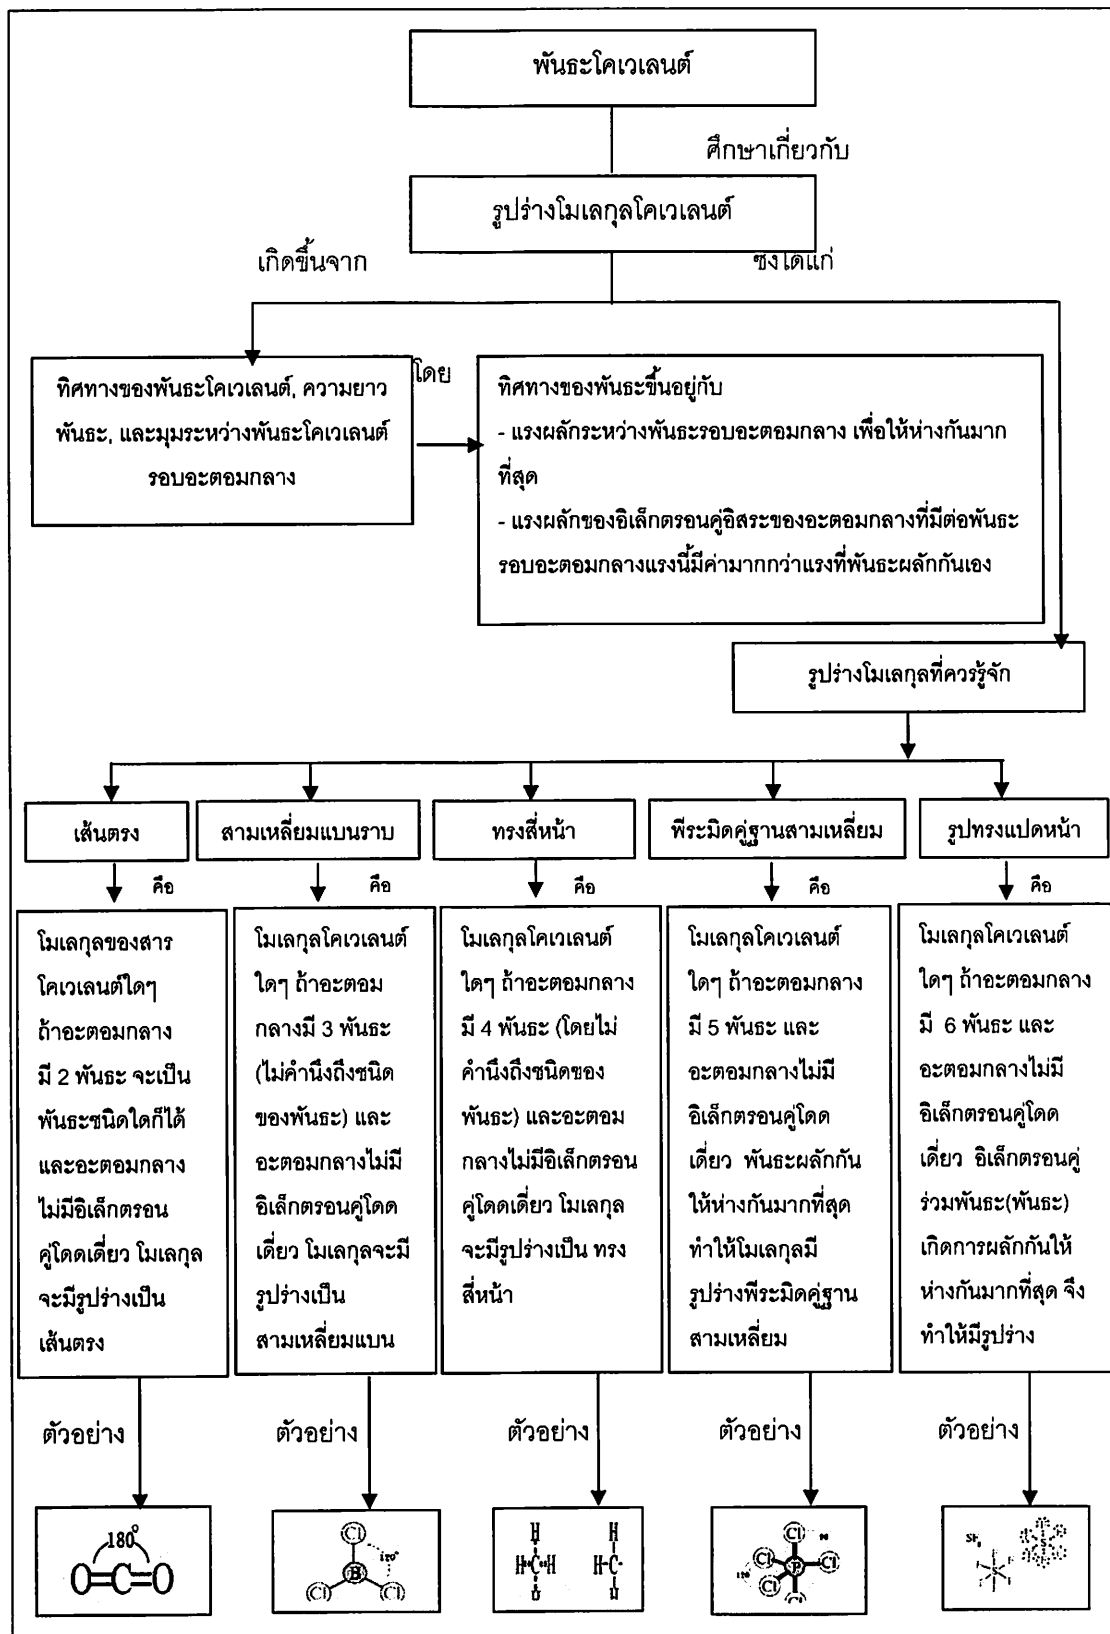 พันธะโคเวเลนต์
ศึกษาเกี่ยวกับ
รูปร่างโมเลกุลโคเวเลนต์
เกิดขึ้นจาก
ซึ่งได้แก่
ทิศทางของพันธะโคเวเลนต์, ความยาว
พันธะ, และมุมระหว่างพันธะโคเวเลนต์
รอบอะตอมกลาง
โดย
ทิศทางของพันธะขึ้นอยู่กับ
- แรงผลักระหว่างพันธะรอบอะตอมกลาง เพื่อให้ห่างกันมาก
ที่สุด
- แรงผลักของอิเล็กตรอนคู่อิสระของอะตอมกลางที่มีต่อพันธะ
รอบอะตอมกลางแรงนี้มีค่ามากกว่าแรงที่พันธะผลักกันเอง
รูปร่างโมเลกุลที่ควรรู้จัก
เส้นตรง
สามเหลี่ยมแบนราบ
ทรงสี่หน้า
พีระมิดคู่ฐานสามเหลี่ยม
รูปทรงแปดหน้า
คือ
คือ
คือ
คือ
คือ
โมเลกุลของสาร
โคเวเลนต์ใดๆ
ถ้าอะตอมกลาง
มี 2 พันธะ จะเป็น
พันธะชนิดใดก็ได้
และอะตอมกลาง
ไม่มีอิเล็กตรอน
คู่โดดเดี่ยว โมเลกุล
จะมีรูปร่างเป็น
เส้นตรง
โมเลกุลโคเวเลนต์
ใดๆ ถ้าอะตอม
กลางมี 3 พันธะ
(ไม่คำนึงถึงชนิด
ของพันธะ) และ
อะตอมกลางไม่มี
อิเล็กตรอนคู่โดด
เดี่ยว โมเลกุลจะมี
รูปร่างเป็น
สามเหลี่ยมแบน
โมเลกุลโคเวเลนต์
ใดๆ ถ้าอะตอมกลาง
มี 4 พันธะ (โดยไม่
คำนึงถึงชนิดของ
พันธะ) และอะตอม
กลางไม่มีอิเล็กตรอน
คู่โดดเดี่ยว โมเลกุล
จะมีรูปร่างเป็น ทรง
สี่หน้า
โมเลกุลโคเวเลนต์
ใดๆ ถ้าอะตอมกลาง
มี 5 พันธะ และ
อะตอมกลางไม่มี
อิเล็กตรอนคู่โดด
เดี่ยว พันธะผลักกัน
ให้ห่างกันมากที่สุด
ทำให้โมเลกุลมี
รูปร่างพีระมิดคู่ฐาน
สามเหลี่ยม
โมเลกุลโคเวเลนต์
ใดๆ ถ้าอะตอมกลาง
มี 6 พันธะ และ
อะตอมกลางไม่มี
อิเล็กตรอนคู่โดด
เดี่ยว อิเล็กตรอนคู่
ร่วมพันธะ(พันธะ)
เกิดการผลักกันให้
ห่างกันมากที่สุด จึง
ทำให้มีรูปร่าง
ตัวอย่าง
ตัวอย่าง
ตัวอย่าง
ตัวอย่าง
ตัวอย่าง
180°
O=C=O
Cl
120°
B
Cl Cl
H H
H C H H C
H H
Cl 90
Cl P Cl
120°
Cl
Cl